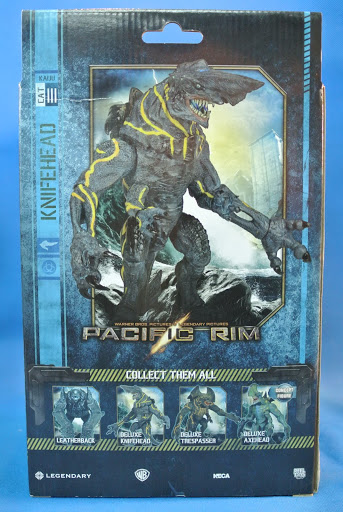 KAIJU
CAT III
KNIFEHEAD
WARNER BROS. PICTURES LEGENDARY PICTURES
PACIFIC RIM
COLLECT THEM ALL
LEATHERBACK
DELUXE
KNIFEHEAD
DELUXE
TRESPASSER
DELUXE
AXEHEAD
LEGENDARY
WB
NECA